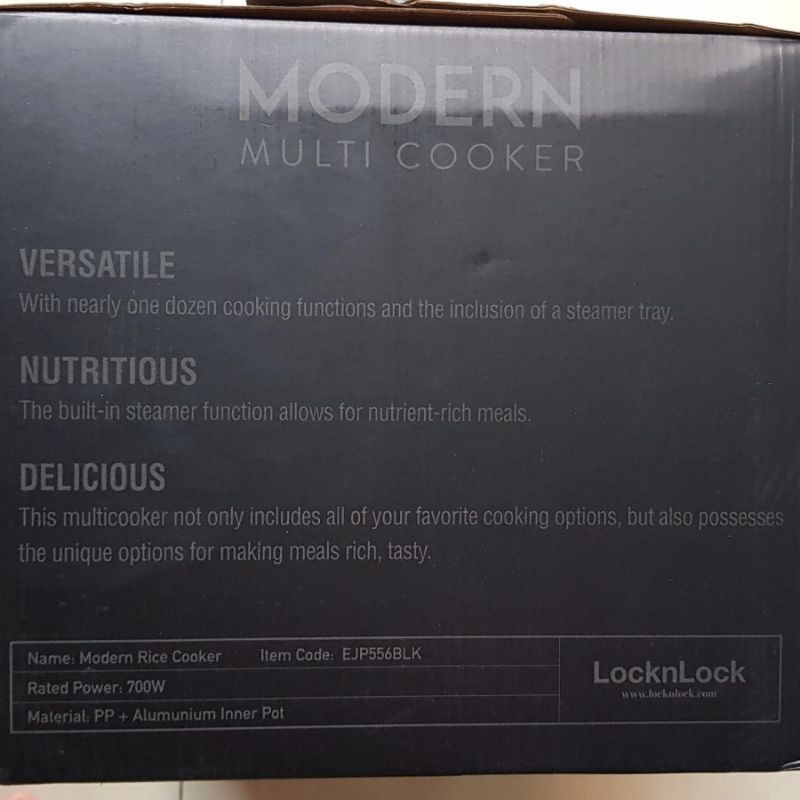 MODERN
MULTI COOKER
VERSATILE
With nearly one dozen cooking functions and the inclusion of a steamer tray.
NUTRITIOUS
The built-in steamer function allows for nutrient-rich meals.
DELICIOUS
This multicooker not only includes all of your favorite cooking options, but also possesses
the unique options for making meals rich, tasty.
Name: Modern Rice Cooker Item Code: EJP556BLK
Rated Power: 700W
Material: PP + Alumunium Inner Pot
LocknLock
www.locknlock.com